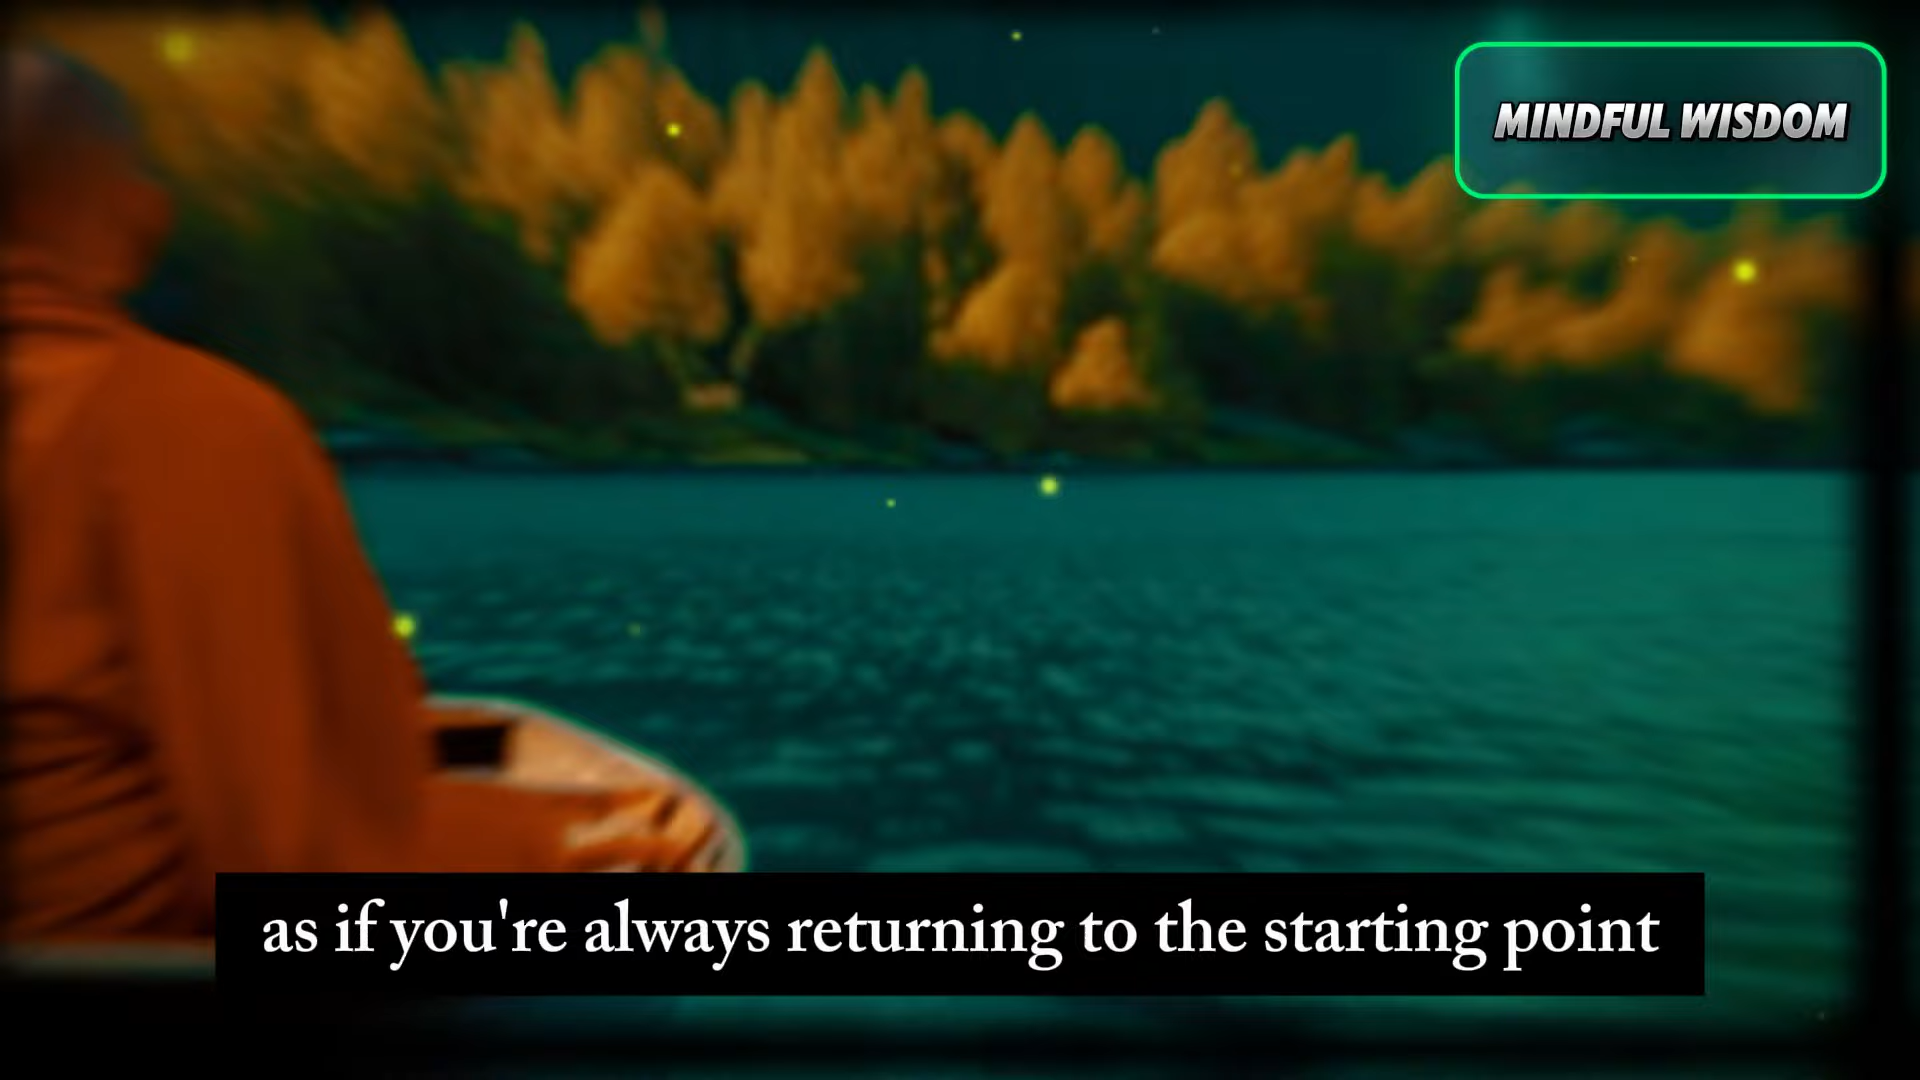 MINDFUL WISDOM
as if you're always returning to the starting point